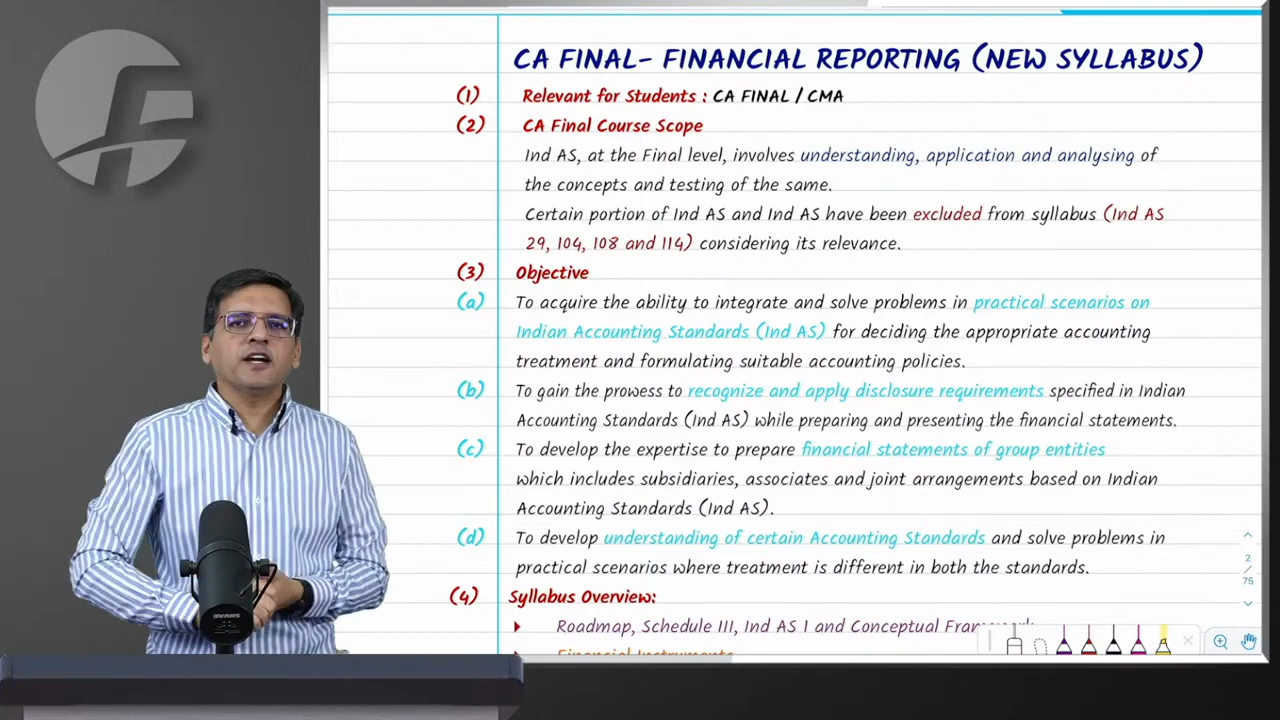 CA FINAL- FINANCIAL REPORTING (NEW SYLLABUS)
(1) Relevant for Students : CA FINAL / CMA
(2) CA Final Course Scope
Ind AS, at the Final level, involves understanding, application and analysing of
the concepts and testing of the same.
Certain portion of Ind AS and Ind AS have been excluded from syllabus (Ind AS
29, 104, 108 and 114) considering its relevance.
(3) Objective
(a) To acquire the ability to integrate and solve problems in practical scenarios on
Indian Accounting Standards (Ind AS) for deciding the appropriate accounting
treatment and formulating suitable accounting policies.
(b) To gain the prowess to recognize and apply disclosure requirements specified in Indian
Accounting Standards (Ind AS) while preparing and presenting the financial statements.
(c) To develop the expertise to prepare financial statements of group entities
which includes subsidiaries, associates and joint arrangements based on Indian
Accounting Standards (Ind AS).
(d) To develop understanding of certain Accounting Standards and solve problems in
practical scenarios where treatment is different in both the standards.
2
/
75
(4) Syllabus Overview:
Roadmap, Schedule III, Ind AS 1 and Conceptual Framework
Financial Instruments
SHURE